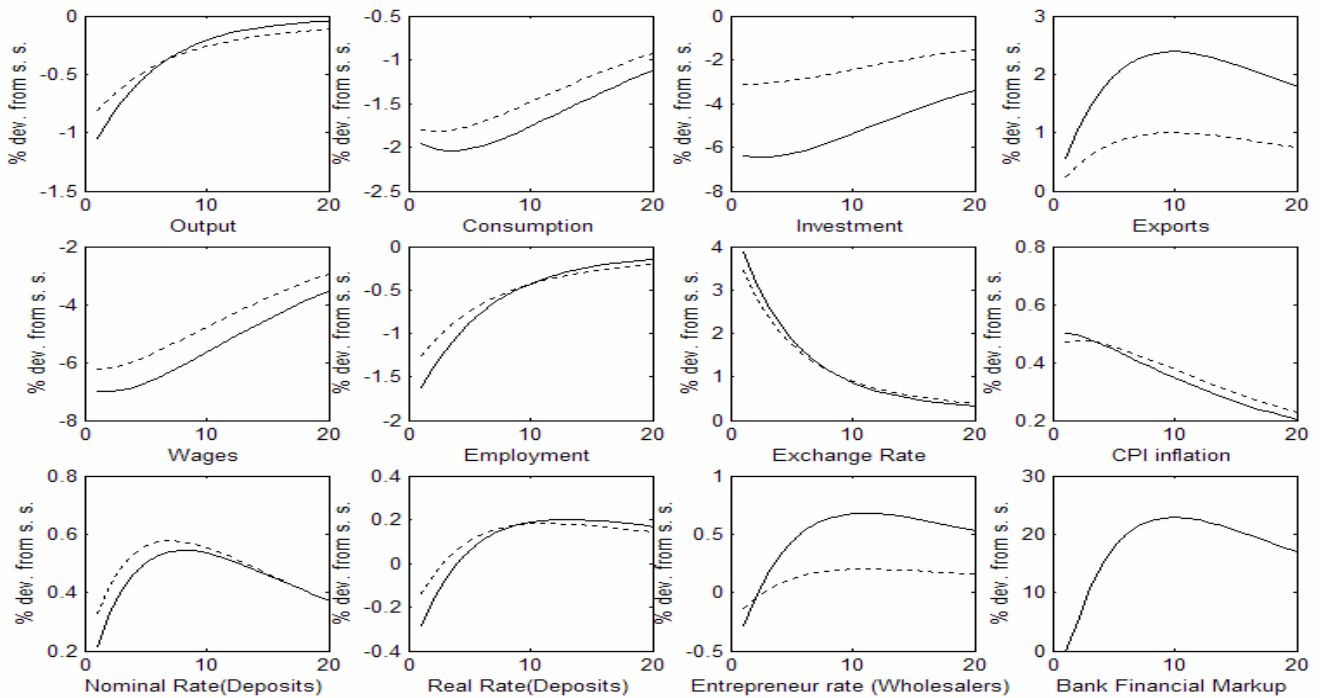 0
-0.5
-1
-1.5
0 10 20
% dev. from s. s.
Output
-0.5
-1
-1.5
-2
-2.5
0 10 20
% dev. from s. s.
Consumption
0
-2
-4
-6
-8
0 10 20
% dev. from s. s.
Investment
3
2
1
0
0 10 20
% dev. from s. s.
Exports
-2
-4
-6
-8
0 10 20
% dev. from s. s.
Wages
0
-0.5
-1
-1.5
-2
0 10 20
% dev. from s. s.
Employment
4
3
2
1
0
0 10 20
% dev. from s. s.
Exchange Rate
0.8
0.6
0.4
0.2
0 10 20
% dev. from s. s.
CPI inflation
0.8
0.6
0.4
0.2
0 10 20
% dev. from s. s.
Nominal Rate(Deposits)
0.4
0.2
0
-0.2
-0.4
0 10 20
% dev. from s. s.
Real Rate(Deposits)
1
0.5
0
-0.5
0 10 20
% dev. from s. s.
Entrepreneur rate (Wholesalers)
30
20
10
0
0 10 20
% dev. from s. s.
Bank Financial Markup